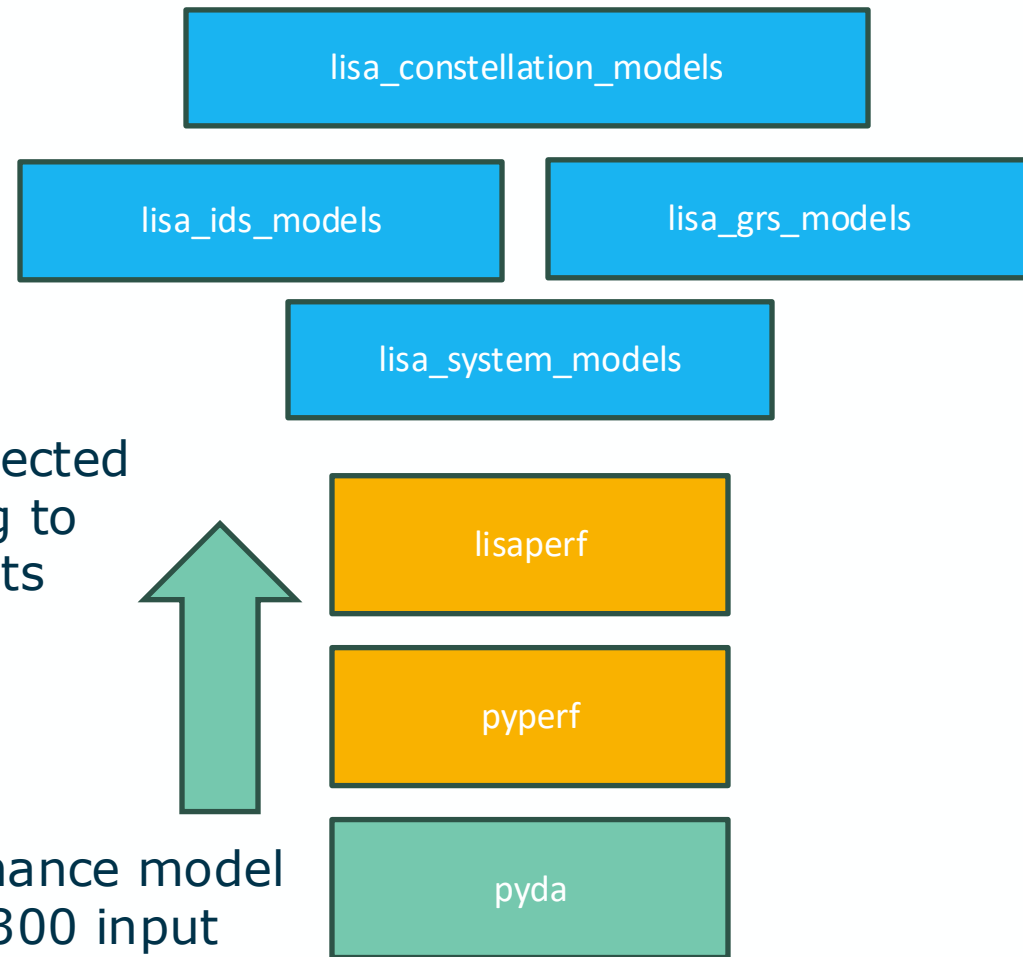 lisa_constellation_models
lisa_ids_models
lisa_grs_models
lisa_system_models
ected
g to
ts
lisaperf
pyperf
nance model
300 input
pyda